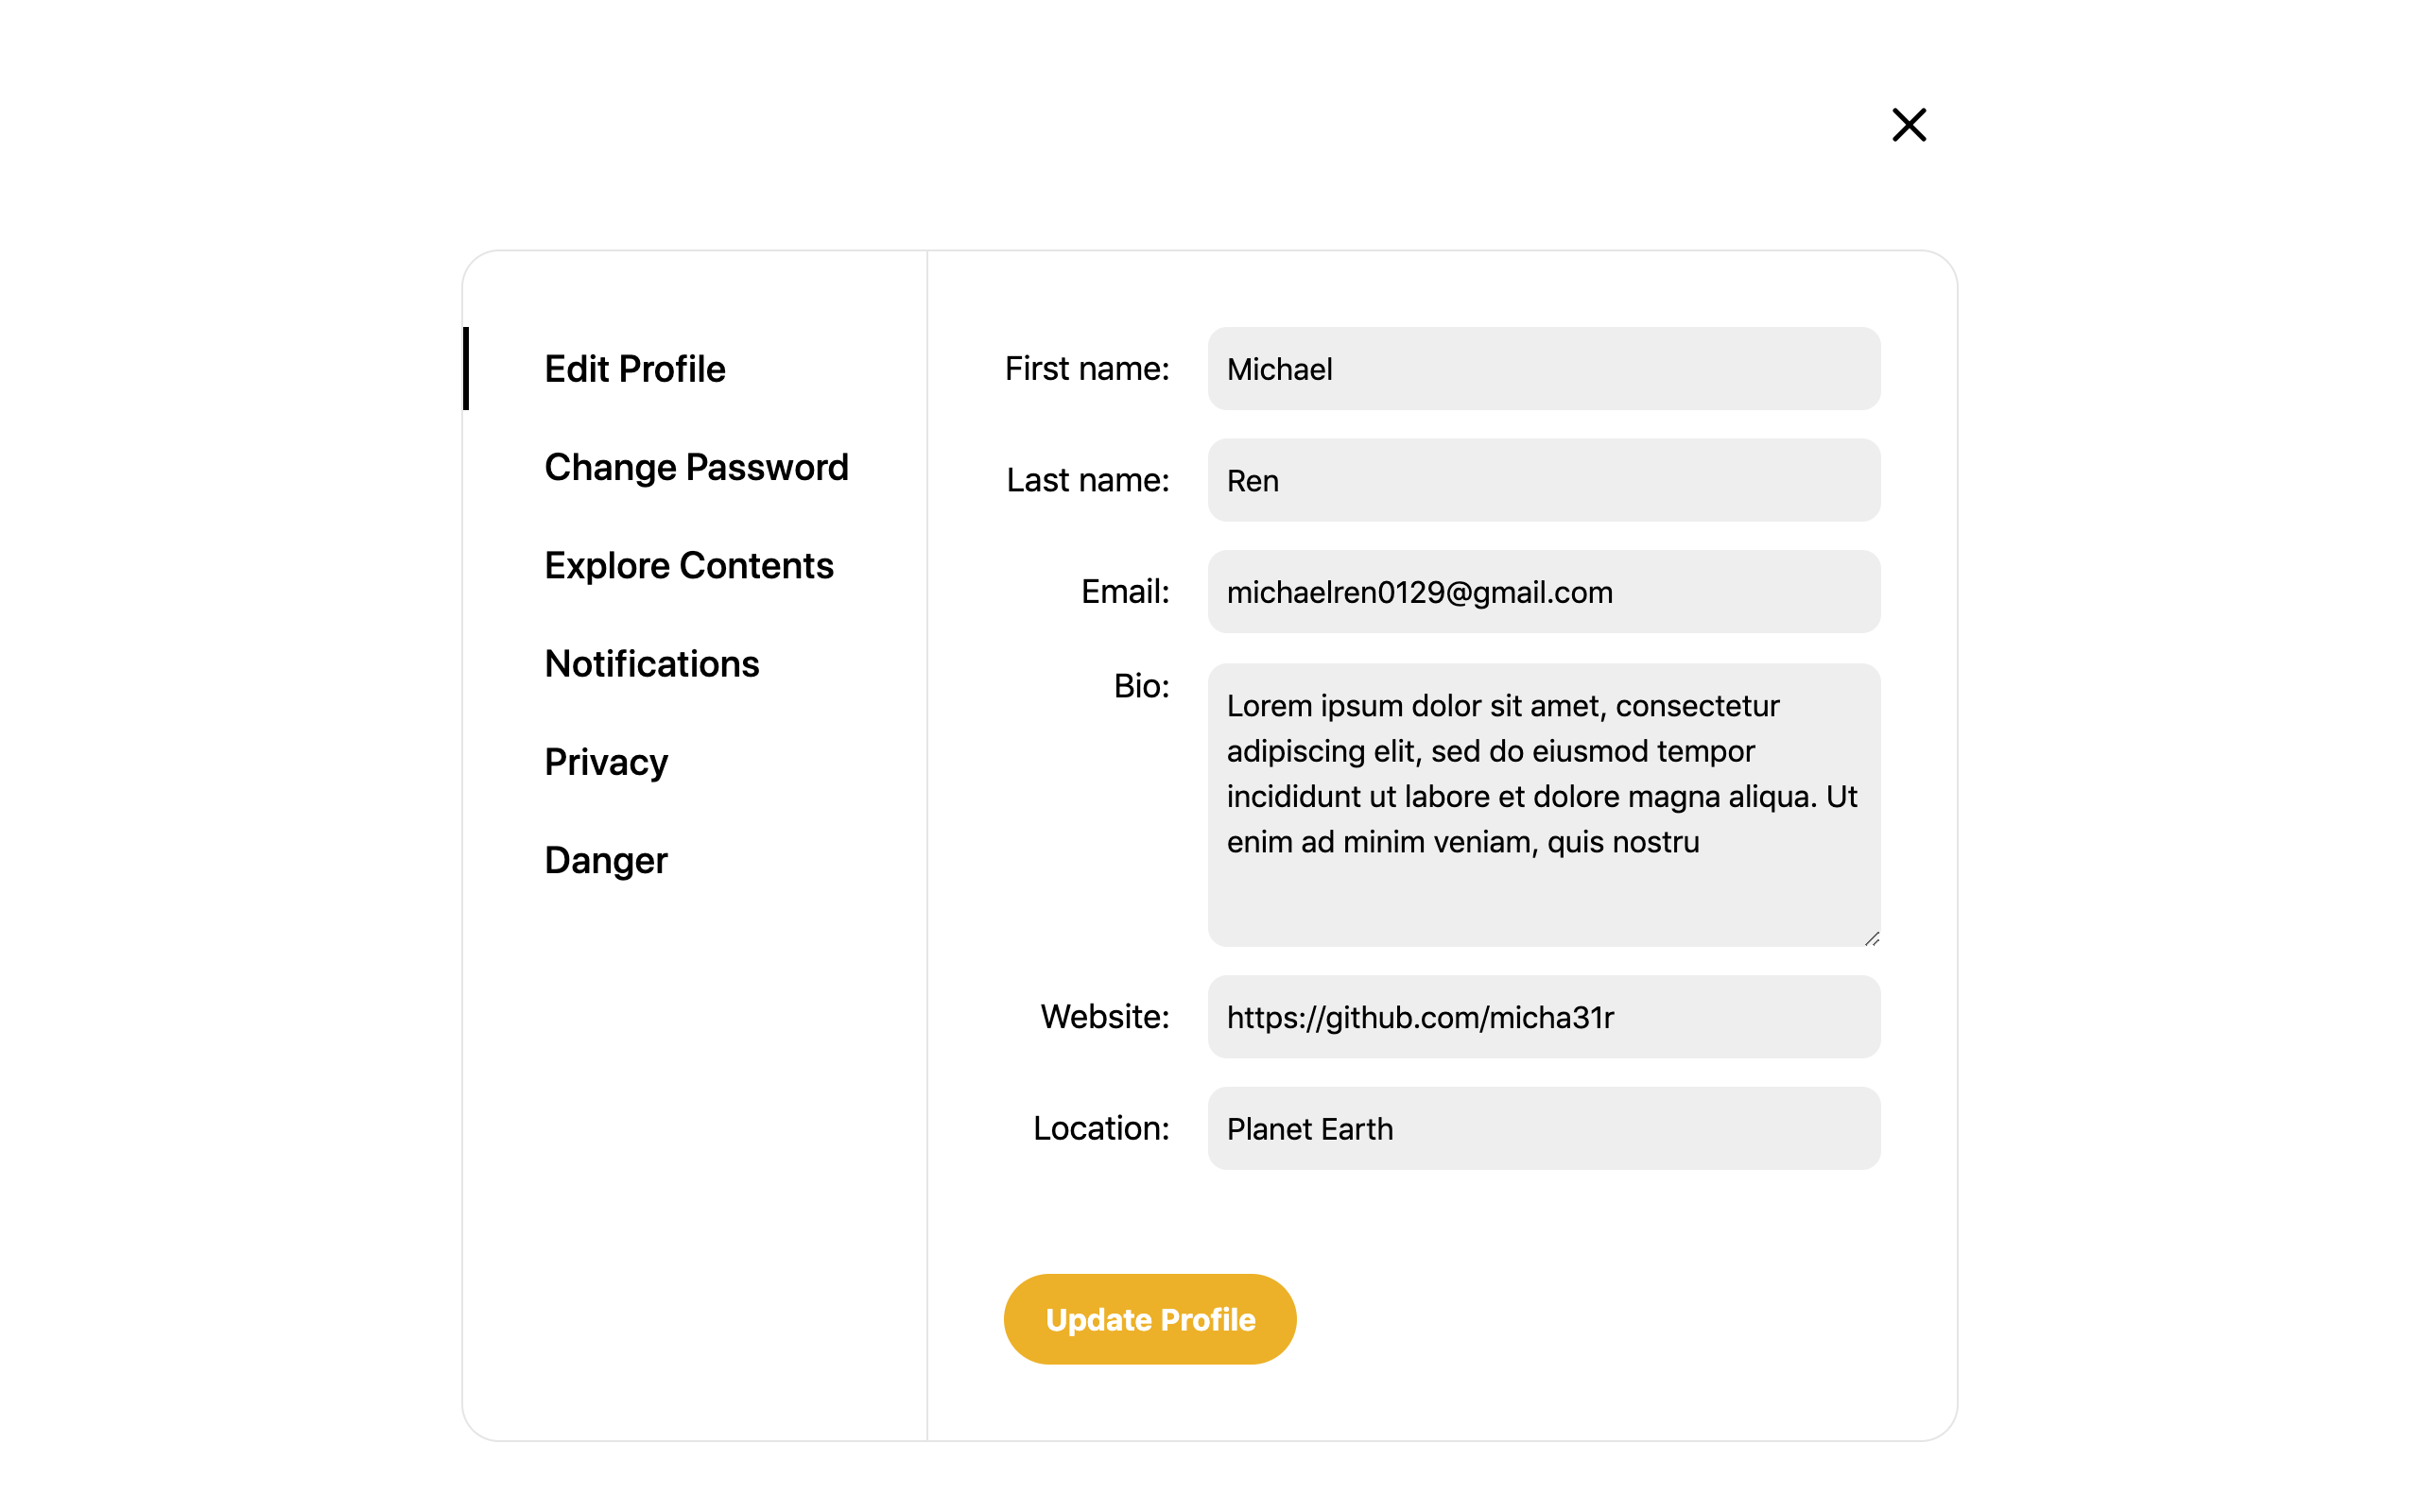 Edit Profile
Change Password
Explore Contents
Notifications
Privacy
Danger
First name: Michael
Last name: Ren
Email: michaelren0129@gmail.com
Bio: Lorem ipsum dolor sit amet, consectetur
adipiscing elit, sed do eiusmod tempor
incididunt ut labore et dolore magna aliqua. Ut
enim ad minim veniam, quis nostru
Website: https://github.com/micha31r
Location: Planet Earth
Update Profile